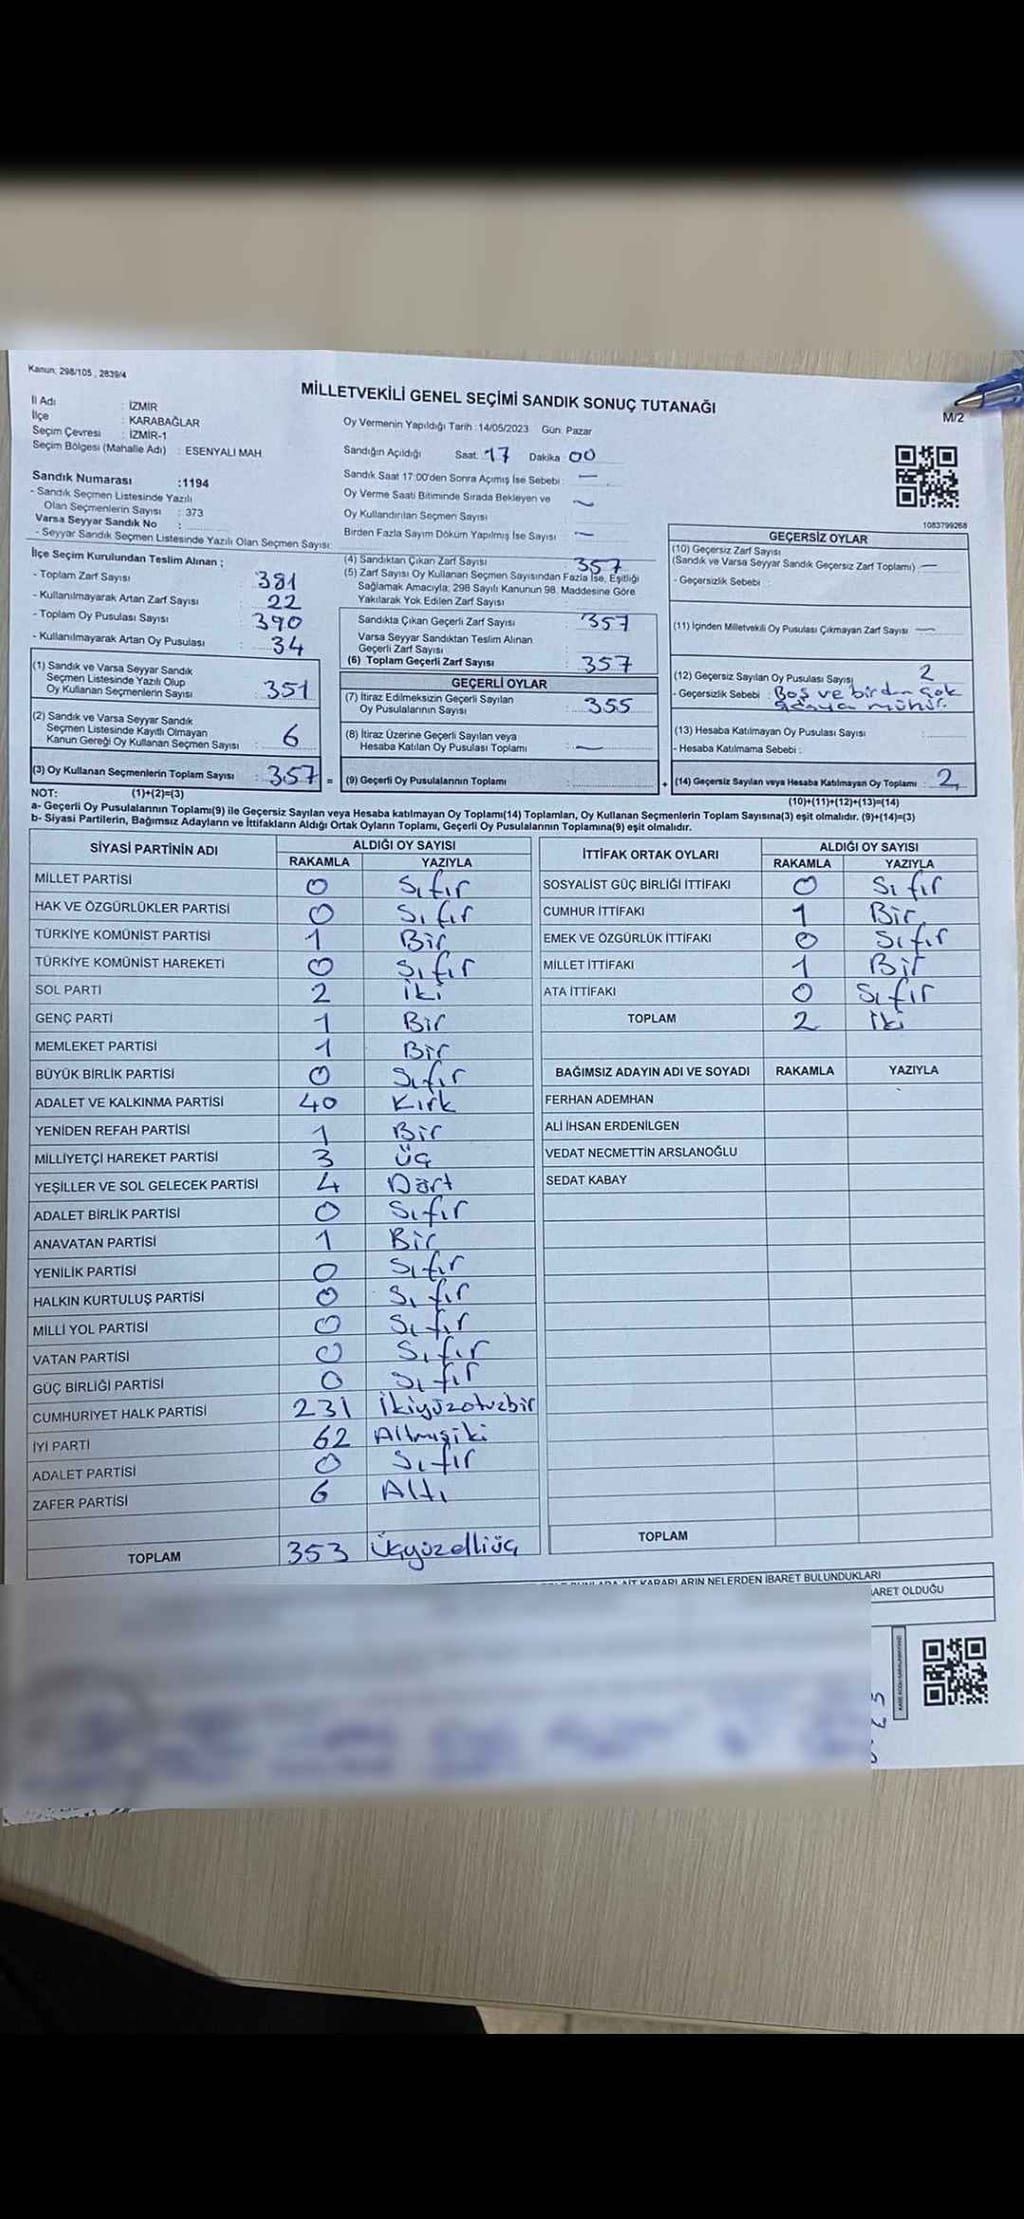 Kanun: 298/105 , 2839/4
MİLLETVEKİLİ GENEL SEÇİMİ SANDIK SONUÇ TUTANAĞI
M/2
İl Adı : İZMİR
İlçe : KARABAĞLAR
Seçim Çevresi : İZMİR-1
Seçim Bölgesi (Mahalle Adı) : ESENYALI MAH.
Oy Vermenin Yapıldığı Tarih :14/05/2023 Gün: Pazar
Sandığın Açıldığı Saat: 17 Dakika 00
Sandık Saat 17:00'den Sonra Açımış İse Sebebi : —
Oy Verme Saati Bitiminde Sırada Bekleyen ve
Oy Kullandırılan Seçmen Sayısı
Birden Fazla Sayım Döküm Yapılmış İse Sayısı : —
Sandık Numarası :1194
- Sandık Seçmen Listesinde Yazılı
Olan Seçmenlerin Sayısı : 373
Varsa Seyyar Sandık No :
- Seyyar Sandık Seçmen Listesinde Yazılı Olan Seçmen Sayısı:
1083799268
İlçe Seçim Kurulundan Teslim Alınan ;
- Toplam Zarf Sayısı : 381
- Kullanılmayarak Artan Zarf Sayısı : 22
- Toplam Oy Pusulası Sayısı : 390
- Kullanılmayarak Artan Oy Pusulası : 34
(1) Sandık ve Varsa Seyyar Sandık
Seçmen Listesinde Yazılı Olup
Oy Kullanan Seçmenlerin Sayısı : 351
(2) Sandık ve Varsa Seyyar Sandık
Seçmen Listesinde Kayıtlı Olmayan
Kanun Gereği Oy Kullanan Seçmen Sayısı : 6
(3) Oy Kullanan Seçmenlerin Toplam Sayısı : 357 =
(4) Sandıktan Çıkan Zarf Sayısı : 357
(5) Zarf Sayısı Oy Kullanan Seçmen Sayısından Fazla İse, Eşitliği
Sağlamak Amacıyla, 298 Sayılı Kanunun 98. Maddesine Göre
Yakılarak Yok Edilen Zarf Sayısı :
Sandıkta Çıkan Geçerli Zarf Sayısı : 357
Varsa Seyyar Sandıktan Teslim Alınan
Geçerli Zarf Sayısı :
(6) Toplam Geçerli Zarf Sayısı : 357
GEÇERLİ OYLAR
(7) İtiraz Edilmeksizin Geçerli Sayılan
Oy Pusulalarının Sayısı : 355
(8) İtiraz Üzerine Geçerli Sayılan veya
Hesaba Katılan Oy Pusulası Toplamı : —
(9) Geçerli Oy Pusulalarının Toplamı : +
GEÇERSİZ OYLAR
(10) Geçersiz Zarf Sayısı
(Sandık ve Varsa Seyyar Sandık Geçersiz Zarf Toplamı) : —
- Geçersizlik Sebebi :
(11) İçinden Milletvekili Oy Pusulası Çıkmayan Zarf Sayısı : —
(12) Geçersiz Sayılan Oy Pusulası Sayısı : 2
- Geçersizlik Sebebi : Boş ve birden çok
adaya mühür.
(13) Hesaba Katılmayan Oy Pusulası Sayısı :
- Hesaba Katılmama Sebebi :
(14) Geçersiz Sayılan veya Hesaba Katılmayan Oy Toplamı : 2
NOT: (1)+(2)=(3)
(10)+(11)+(12)+(13)=(14)
a- Geçerli Oy Pusulalarının Toplamı(9) ile Geçersiz Sayılan veya Hesaba katılmayan Oy Toplamı(14) Toplamları, Oy Kullanan Seçmenlerin Toplam Sayısına(3) eşit olmalıdır. (9)+(14)=(3)
b- Siyasi Partilerin, Bağımsız Adayların ve İttifakların Aldığı Ortak Oyların Toplamı, Geçerli Oy Pusulalarının Toplamına(9) eşit olmalıdır.
SİYASİ PARTİNİN ADI ALDIĞI OY SAYISI
RAKAMLA YAZIYLA
MİLLET PARTİSİ 0 Sıfır
HAK VE ÖZGÜRLÜKLER PARTİSİ 0 Sıfır
TÜRKİYE KOMÜNİST PARTİSİ 1 Bir
TÜRKİYE KOMÜNİST HAREKETİ 0 Sıfır
SOL PARTİ 2 İki
GENÇ PARTİ 1 Bir
MEMLEKET PARTİSİ 1 Bir
BÜYÜK BİRLİK PARTİSİ 0 Sıfır
ADALET VE KALKINMA PARTİSİ 40 Kırk
YENİDEN REFAH PARTİSİ 1 Bir
MİLLİYETÇİ HAREKET PARTİSİ 3 Üç
YEŞİLLER VE SOL GELECEK PARTİSİ 4 Dört
ADALET BİRLİK PARTİSİ 0 Sıfır
ANAVATAN PARTİSİ 1 Bir
YENİLİK PARTİSİ 0 Sıfır
HALKIN KURTULUŞ PARTİSİ 0 Sıfır
MİLLİ YOL PARTİSİ 0 Sıfır
VATAN PARTİSİ 0 Sıfır
GÜÇ BİRLİĞİ PARTİSİ 0 Sıfır
CUMHURİYET HALK PARTİSİ 231 İkiyüzotuzbir
İYİ PARTİ 62 Altmışiki
ADALET PARTİSİ 0 Sıfır
ZAFER PARTİSİ 6 Altı
TOPLAM 353 Üçyüzelliüç
İTTİFAK ORTAK OYLARI ALDIĞI OY SAYISI
RAKAMLA YAZIYLA
SOSYALİST GÜÇ BİRLİĞİ İTTİFAKI 0 Sıfır
CUMHUR İTTİFAKI 1 Bir
EMEK VE ÖZGÜRLÜK İTTİFAKI 0 Sıfır
MİLLET İTTİFAKI 1 Bir
ATA İTTİFAKI 0 Sıfır
TOPLAM 2 İki
BAĞIMSIZ ADAYIN ADI VE SOYADI RAKAMLA YAZIYLA
FERHAN ADEMHAN
ALİ İHSAN ERDENİLGEN
VEDAT NECMETTİN ARSLANOĞLU
SEDAT KABAY
TOPLAM
KARARLARIN NELERDEN İBARET BULUNDUKLARI
OLDUĞU